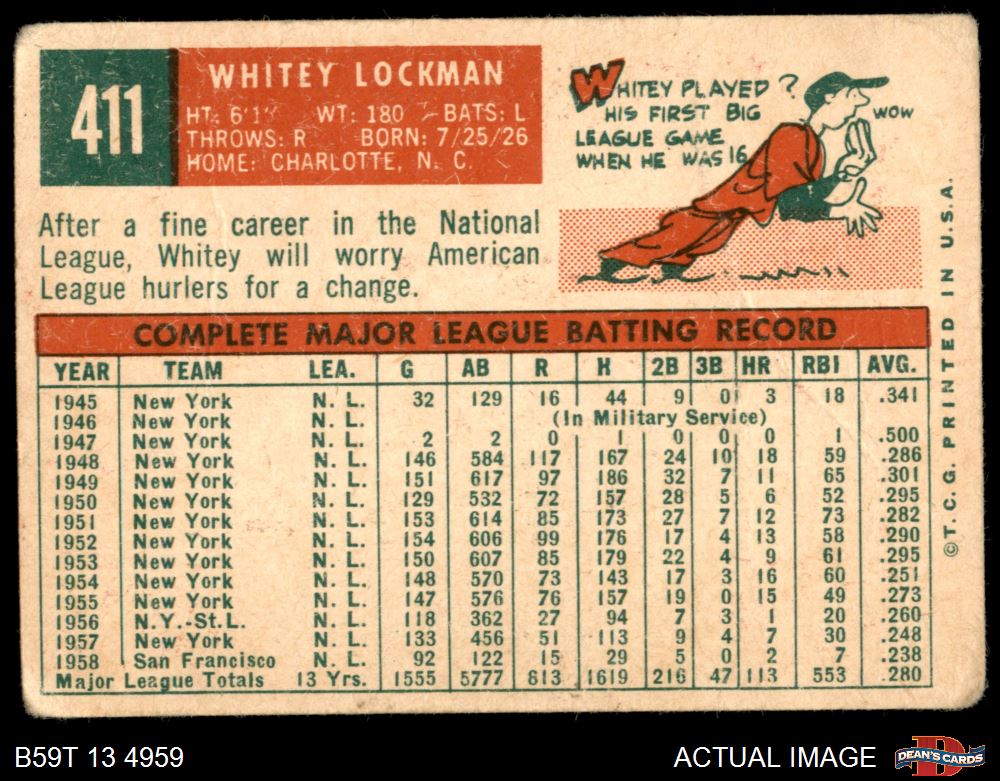 411
WHITEY LOCKMAN
HT: 6'1" WT: 180 BATS: L
THROWS: R BORN: 7/25/26
HOME: CHARLOTTE, N. C.
WHITEY PLAYED ?
HIS FIRST BIG
LEAGUE GAME
WHEN HE WAS 16
WOW
After a fine career in the National
League, Whitey will worry American
League hurlers for a change.
COMPLETE MAJOR LEAGUE BATTING RECORD
YEAR TEAM LEA. G AB R H 2B 3B HR RBI AVG.
1945 New York N. L. 32 129 16 44 9 0 3 18 .341
1946 New York N. L. (In Military Service)
1947 New York N. L. 2 2 0 1 0 0 0 1 .500
1948 New York N. L. 146 584 117 167 24 10 18 59 .286
1949 New York N. L. 151 617 97 186 32 7 11 65 .301
1950 New York N. L. 129 532 72 157 28 5 6 52 .295
1951 New York N. L. 153 614 85 173 27 7 12 73 .282
1952 New York N. L. 154 606 99 176 17 4 13 58 .290
1953 New York N. L. 150 607 85 179 22 4 9 61 .295
1954 New York N. L. 148 570 73 143 17 3 16 60 .251
1955 New York N. L. 147 576 76 157 19 0 15 49 .273
1956 N.Y.-St.L. N. L. 118 362 27 94 7 3 1 20 .260
1957 New York N. L. 133 456 51 113 9 4 7 30 .248
1958 San Francisco N. L. 92 122 15 29 5 0 2 7 .238
Major League Totals 13 Yrs. 1555 5777 813 1619 216 47 113 553 .280
©T. C. G. PRINTED IN U.S.A.
B59T 13 4959
ACTUAL IMAGE
D
DEAN'S CARDS